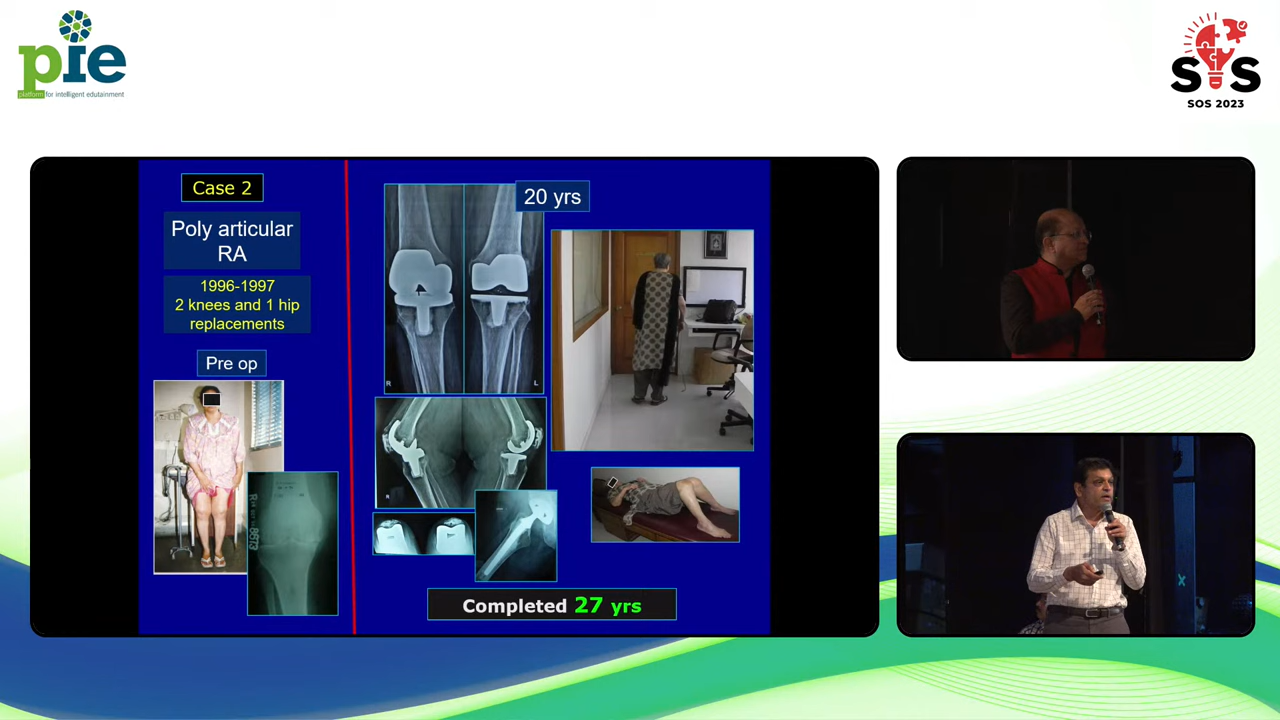 pie
platform for intelligent edutainment
SOS
SOS 2023
Case 2
Poly articular
RA
1996-1997
2 knees and 1 hip
replacements
Pre op
20 yrs
R
L
R
Completed 27 yrs